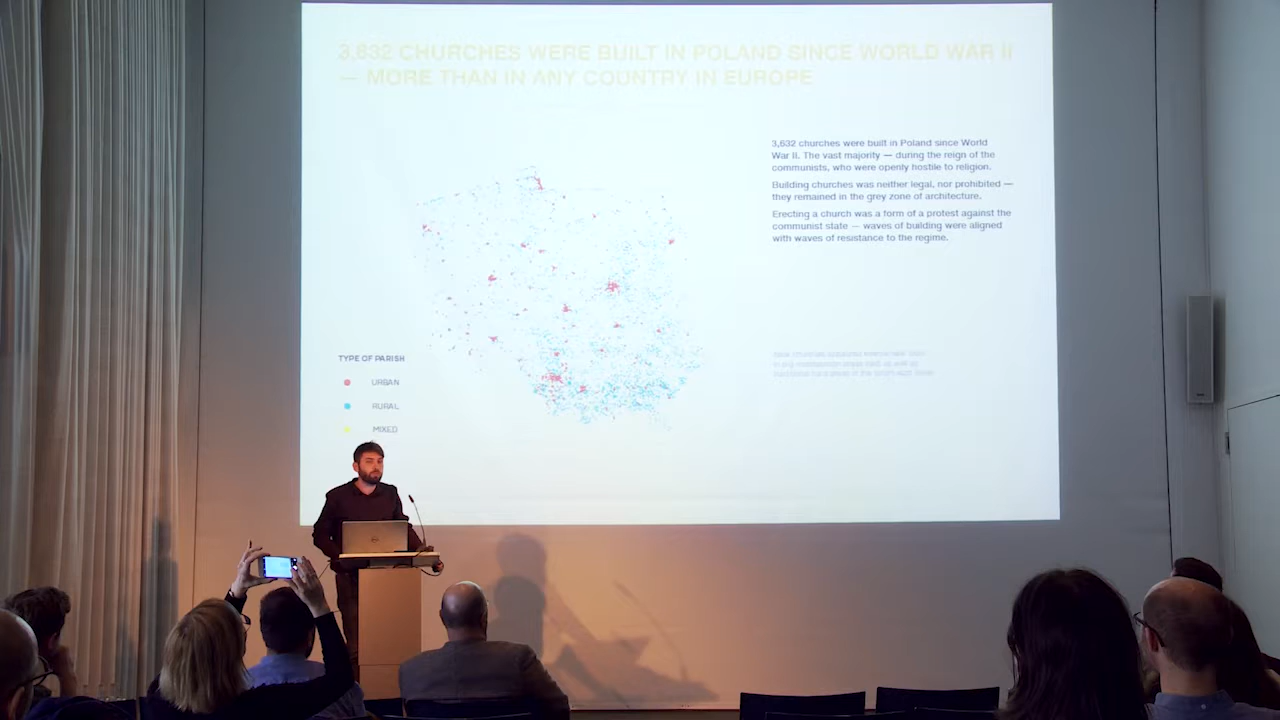 3,632 CHURCHES WERE BUILT IN POLAND SINCE WORLD WAR II
— MORE THAN IN ANY COUNTRY IN EUROPE
3,632 churches were built in Poland since World
War II. The vast majority — during the reign of the
communists, who were openly hostile to religion.
Building churches was neither legal, nor prohibited —
they remained in the grey zone of architecture.
Erecting a church was a form of a protest against the
communist state — waves of building were aligned
with waves of resistance to the regime.
TYPE OF PARISH
URBAN
RURAL
MIXED